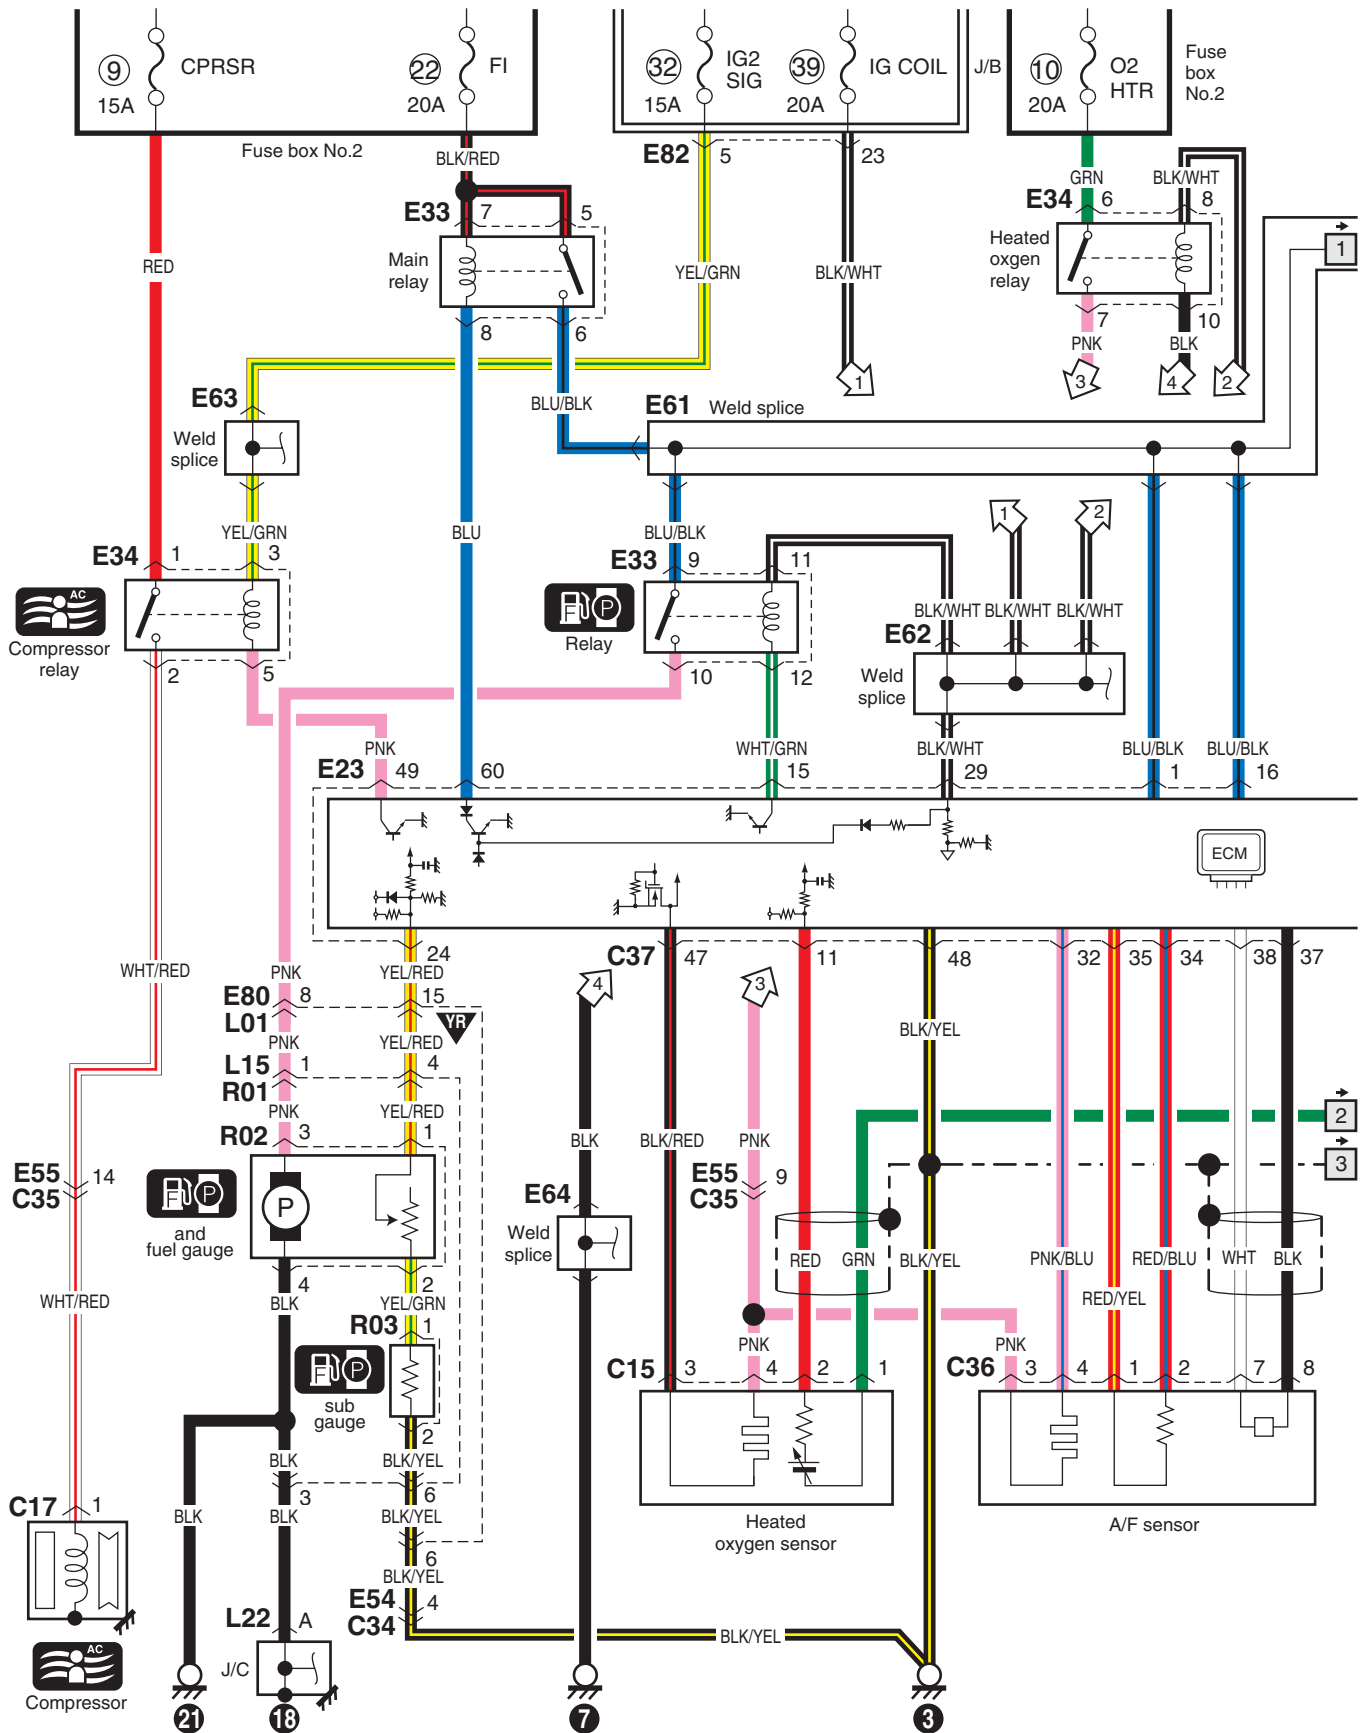 9 CPRSR 22 FI 32 IG2 SIG 39 IG COIL J/B 10 O2 HTR Fuse box No.2
15A 20A 15A 20A 20A
Fuse box No.2
BLK/RED
E82 5 23
GRN BLK/WHT
E33 7 5
E34 6 8
Main relay
Heated oxgen relay
1
RED YEL/GRN BLK/WHT
8 6
7 10
PNK BLK
1 3 4 2
E63
BLU/BLK
E61 Weld splice
Weld splice
YEL/GRN BLU BLU/BLK 1 2
E34 1 3
E33 9 11
BLK/WHT BLK/WHT BLK/WHT
AC
Compressor relay
F P
Relay
E62
2 5 10 12
Weld splice
PNK WHT/GRN BLK/WHT BLU/BLK BLU/BLK
E23 49 60 15 29 1 16
ECM
24 C37 47 11 48 32 35 34 38 37
WHT/RED PNK YEL/RED
4 3
E80 8 15
L01
YR
BLK/YEL
PNK YEL/RED
L15 1 4
R01
PNK YEL/RED
2
R02 3 1
BLK BLK/RED PNK
3
E55 14
C35
F P
and fuel gauge
P
E64
E55 9
C35
Weld splice
4 2
RED GRN BLK/YEL PNK/BLU RED/BLU WHT BLK
WHT/RED BLK YEL/GRN
RED/YEL
R03 1
F P
sub gauge
PNK PNK
C15 3 4 2 1
C36 3 4 1 2 7 8
2
BLK BLK/YEL
3 6
C17 1
BLK BLK BLK/YEL
Heated oxygen sensor
A/F sensor
6
BLK/YEL
E54 4
C34
L22 A
BLK/YEL
AC
Compressor
J/C
21 18 7 3